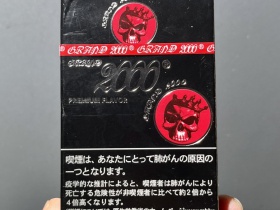 GRAND 2000 GRAND 2000
GRAND
2000
PREMIUM FLAVOR
喫煙は、あなたにとって肺がんの原因の
一つとなります。
疫学的な推計によると、喫煙者は肺がんにより
死亡する危険性が非喫煙者に比べて約2倍から
4倍高くなります。